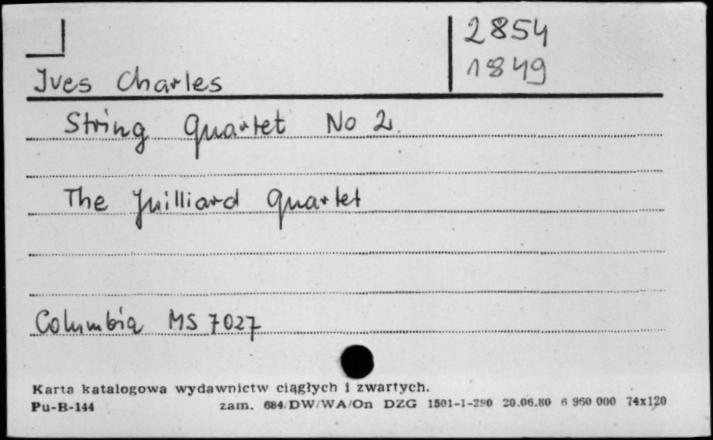 2854
1849
Ives Charles
String Quartet No 2
The Juilliard Quartet
Columbia MS 7027
Karta katalogowa wydawnictw ciągłych i zwartych.
Pu-B-144 zam. 684/DW/WA/On DZG 1501-1-290 20.06.80 6 950 000 74x120